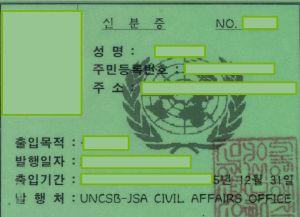 신 분 증 NO.
성 명 :
주민등록번호 :
주 소 :
출입목적 :
발행일자 :
출입기간 : 5년 12월 31일
발 행 처 : UNCSB-JSA CIVIL AFFAIRS OFFICE